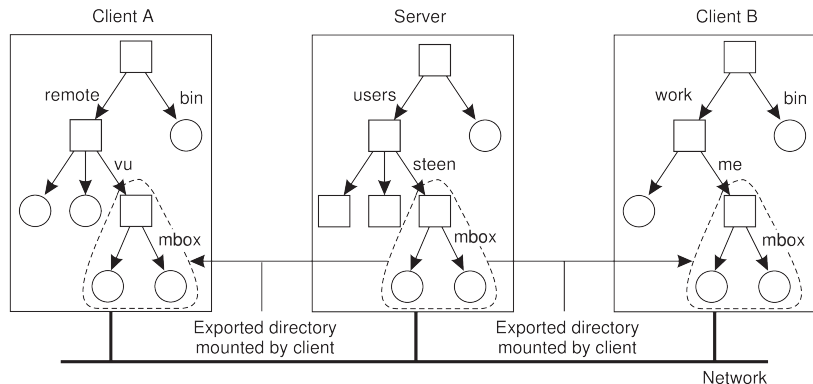 Client A
Server
Client B
remote
bin
users
work
bin
vu
steen
me
mbox
mbox
mbox
Exported directory
mounted by client
Exported directory
mounted by client
Network